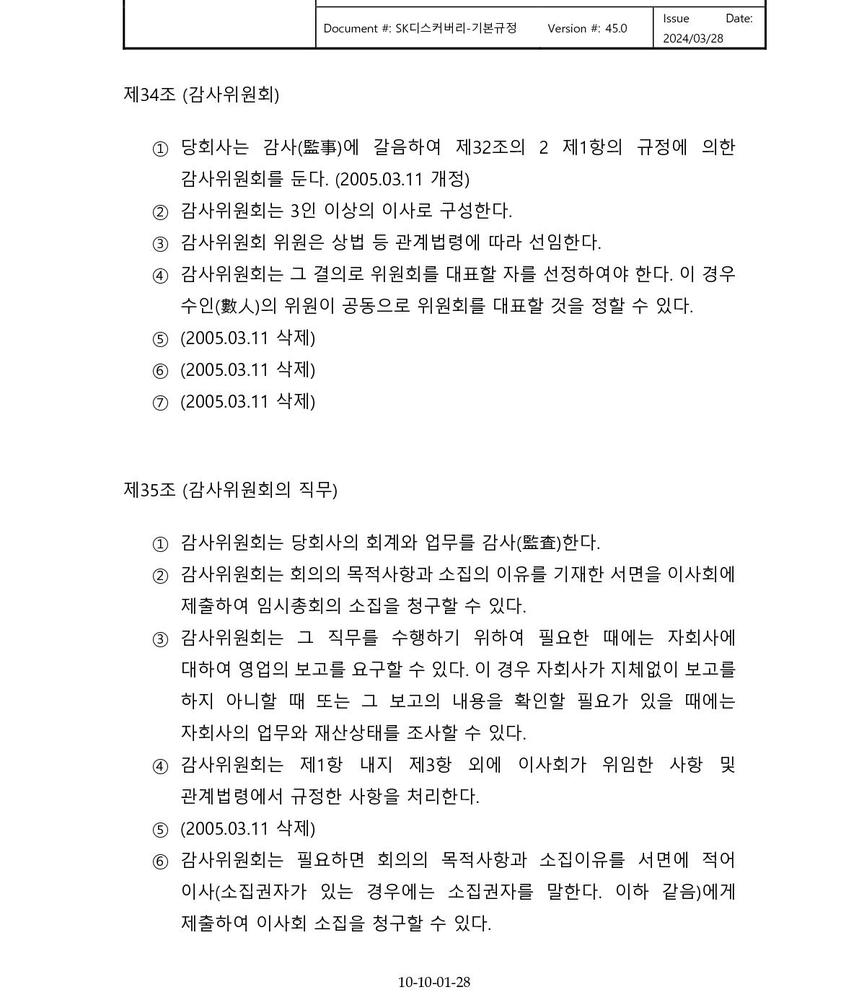 Document #: SK디스커버리-기본규정 Version #: 45.0 Issue Date:
2024/03/28
제34조 (감사위원회)
① 당회사는 감사(監事)에 갈음하여 제32조의 2 제1항의 규정에 의한
감사위원회를 둔다. (2005.03.11 개정)
② 감사위원회는 3인 이상의 이사로 구성한다.
③ 감사위원회 위원은 상법 등 관계법령에 따라 선임한다.
④ 감사위원회는 그 결의로 위원회를 대표할 자를 선정하여야 한다. 이 경우
수인(數人)의 위원이 공동으로 위원회를 대표할 것을 정할 수 있다.
⑤ (2005.03.11 삭제)
⑥ (2005.03.11 삭제)
⑦ (2005.03.11 삭제)
제35조 (감사위원회의 직무)
① 감사위원회는 당회사의 회계와 업무를 감사(監査)한다.
② 감사위원회는 회의의 목적사항과 소집의 이유를 기재한 서면을 이사회에
제출하여 임시총회의 소집을 청구할 수 있다.
③ 감사위원회는 그 직무를 수행하기 위하여 필요한 때에는 자회사에
대하여 영업의 보고를 요구할 수 있다. 이 경우 자회사가 지체없이 보고를
하지 아니할 때 또는 그 보고의 내용을 확인할 필요가 있을 때에는
자회사의 업무와 재산상태를 조사할 수 있다.
④ 감사위원회는 제1항 내지 제3항 외에 이사회가 위임한 사항 및
관계법령에서 규정한 사항을 처리한다.
⑤ (2005.03.11 삭제)
⑥ 감사위원회는 필요하면 회의의 목적사항과 소집이유를 서면에 적어
이사(소집권자가 있는 경우에는 소집권자를 말한다. 이하 같음)에게
제출하여 이사회 소집을 청구할 수 있다.
10-10-01-28